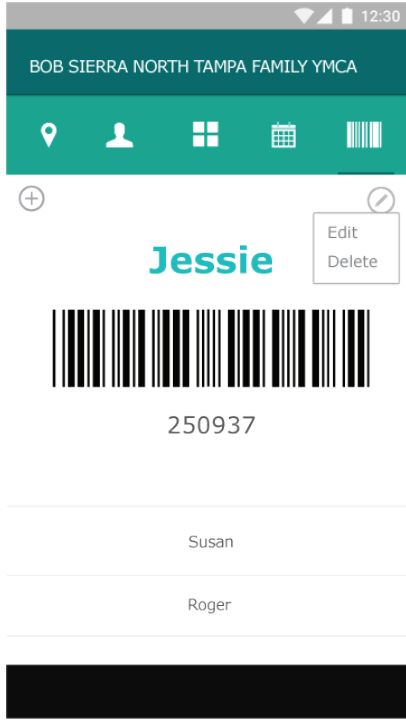 12:30
BOB SIERRA NORTH TAMPA FAMILY YMCA
Edit
Delete
Jessie
250937
Susan
Roger